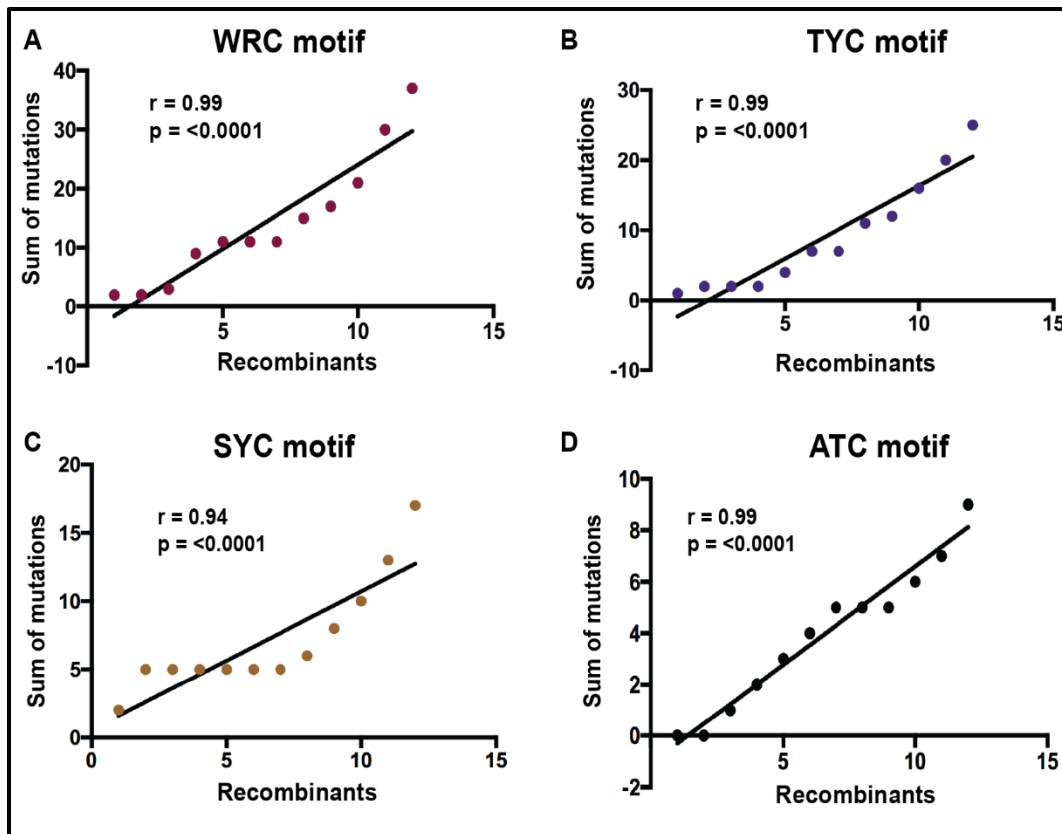 A
WRC motif
40
30
20
10
0
-10
5
10
15
r = 0.99
p = <0.0001
Sum of mutations
Recombinants
B
TYC motif
30
20
10
0
-10
5
10
15
r = 0.99
p = <0.0001
Sum of mutations
Recombinants
C
SYC motif
20
15
10
5
0
0
5
10
15
r = 0.94
p = <0.0001
Sum of mutations
Recombinants
D
ATC motif
10
8
6
4
2
0
-2
5
10
15
r = 0.99
p = <0.0001
Sum of mutations
Recombinants